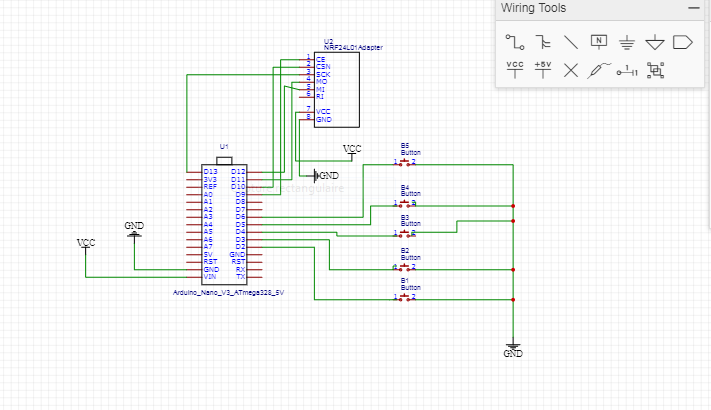 Wiring Tools
N
VCC
+5V
1
U2
NRF24L01Adapter
1 CE
2 CSN
3 SCK
4 MO
5 MI
6 RI
7 VCC
8 GND
VCC
GND
U1
D13 D12
3V3 D11
REF D10
A0 D9
A1 D8
A2 D7
A3 D6
A4 D5
A5 D4
A6 D3
A7 D2
5V GND
RST RST
GND RX
VIN TX
Arduino_Nano_V3_ATmega328_5V
GND
VCC
B5
Button
1 2
B4
Button
1 2
B3
Button
1 2
B2
Button
1 2
B1
Button
1 2
GND